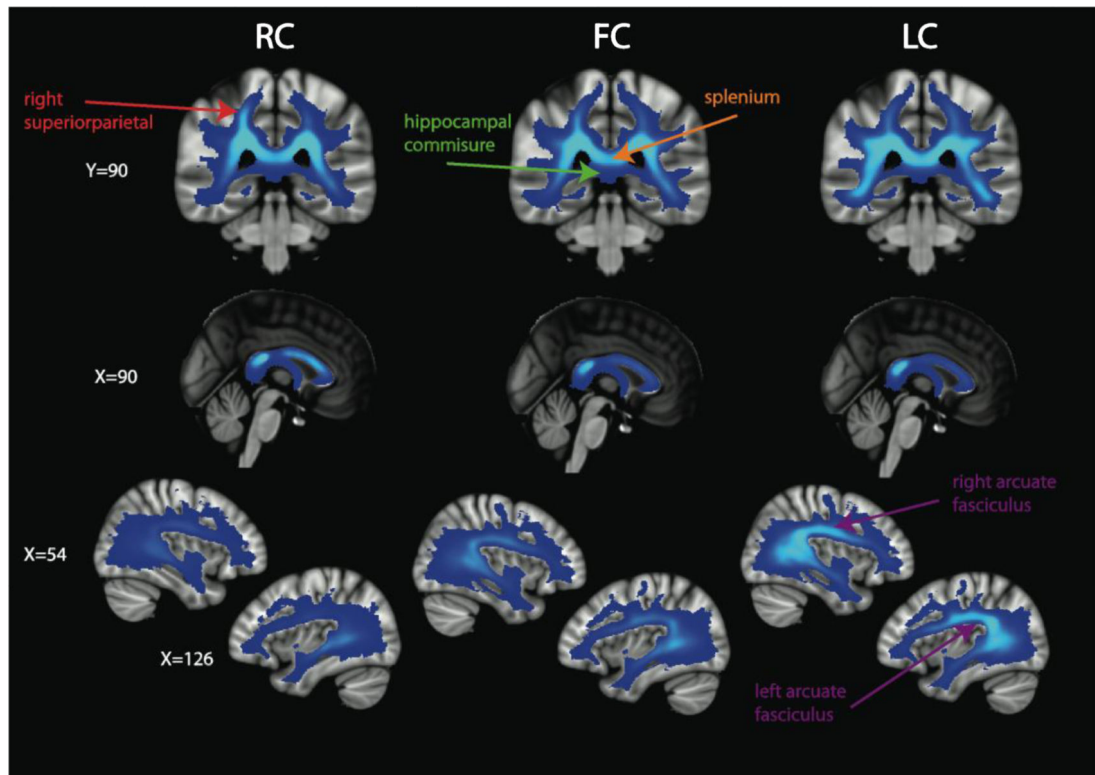 RC
FC
LC
right
superiorparietal
hippocampal
commisure
splenium
Y=90
X=90
right arcuate
fasciculus
X=54
X=126
left arcuate
fasciculus